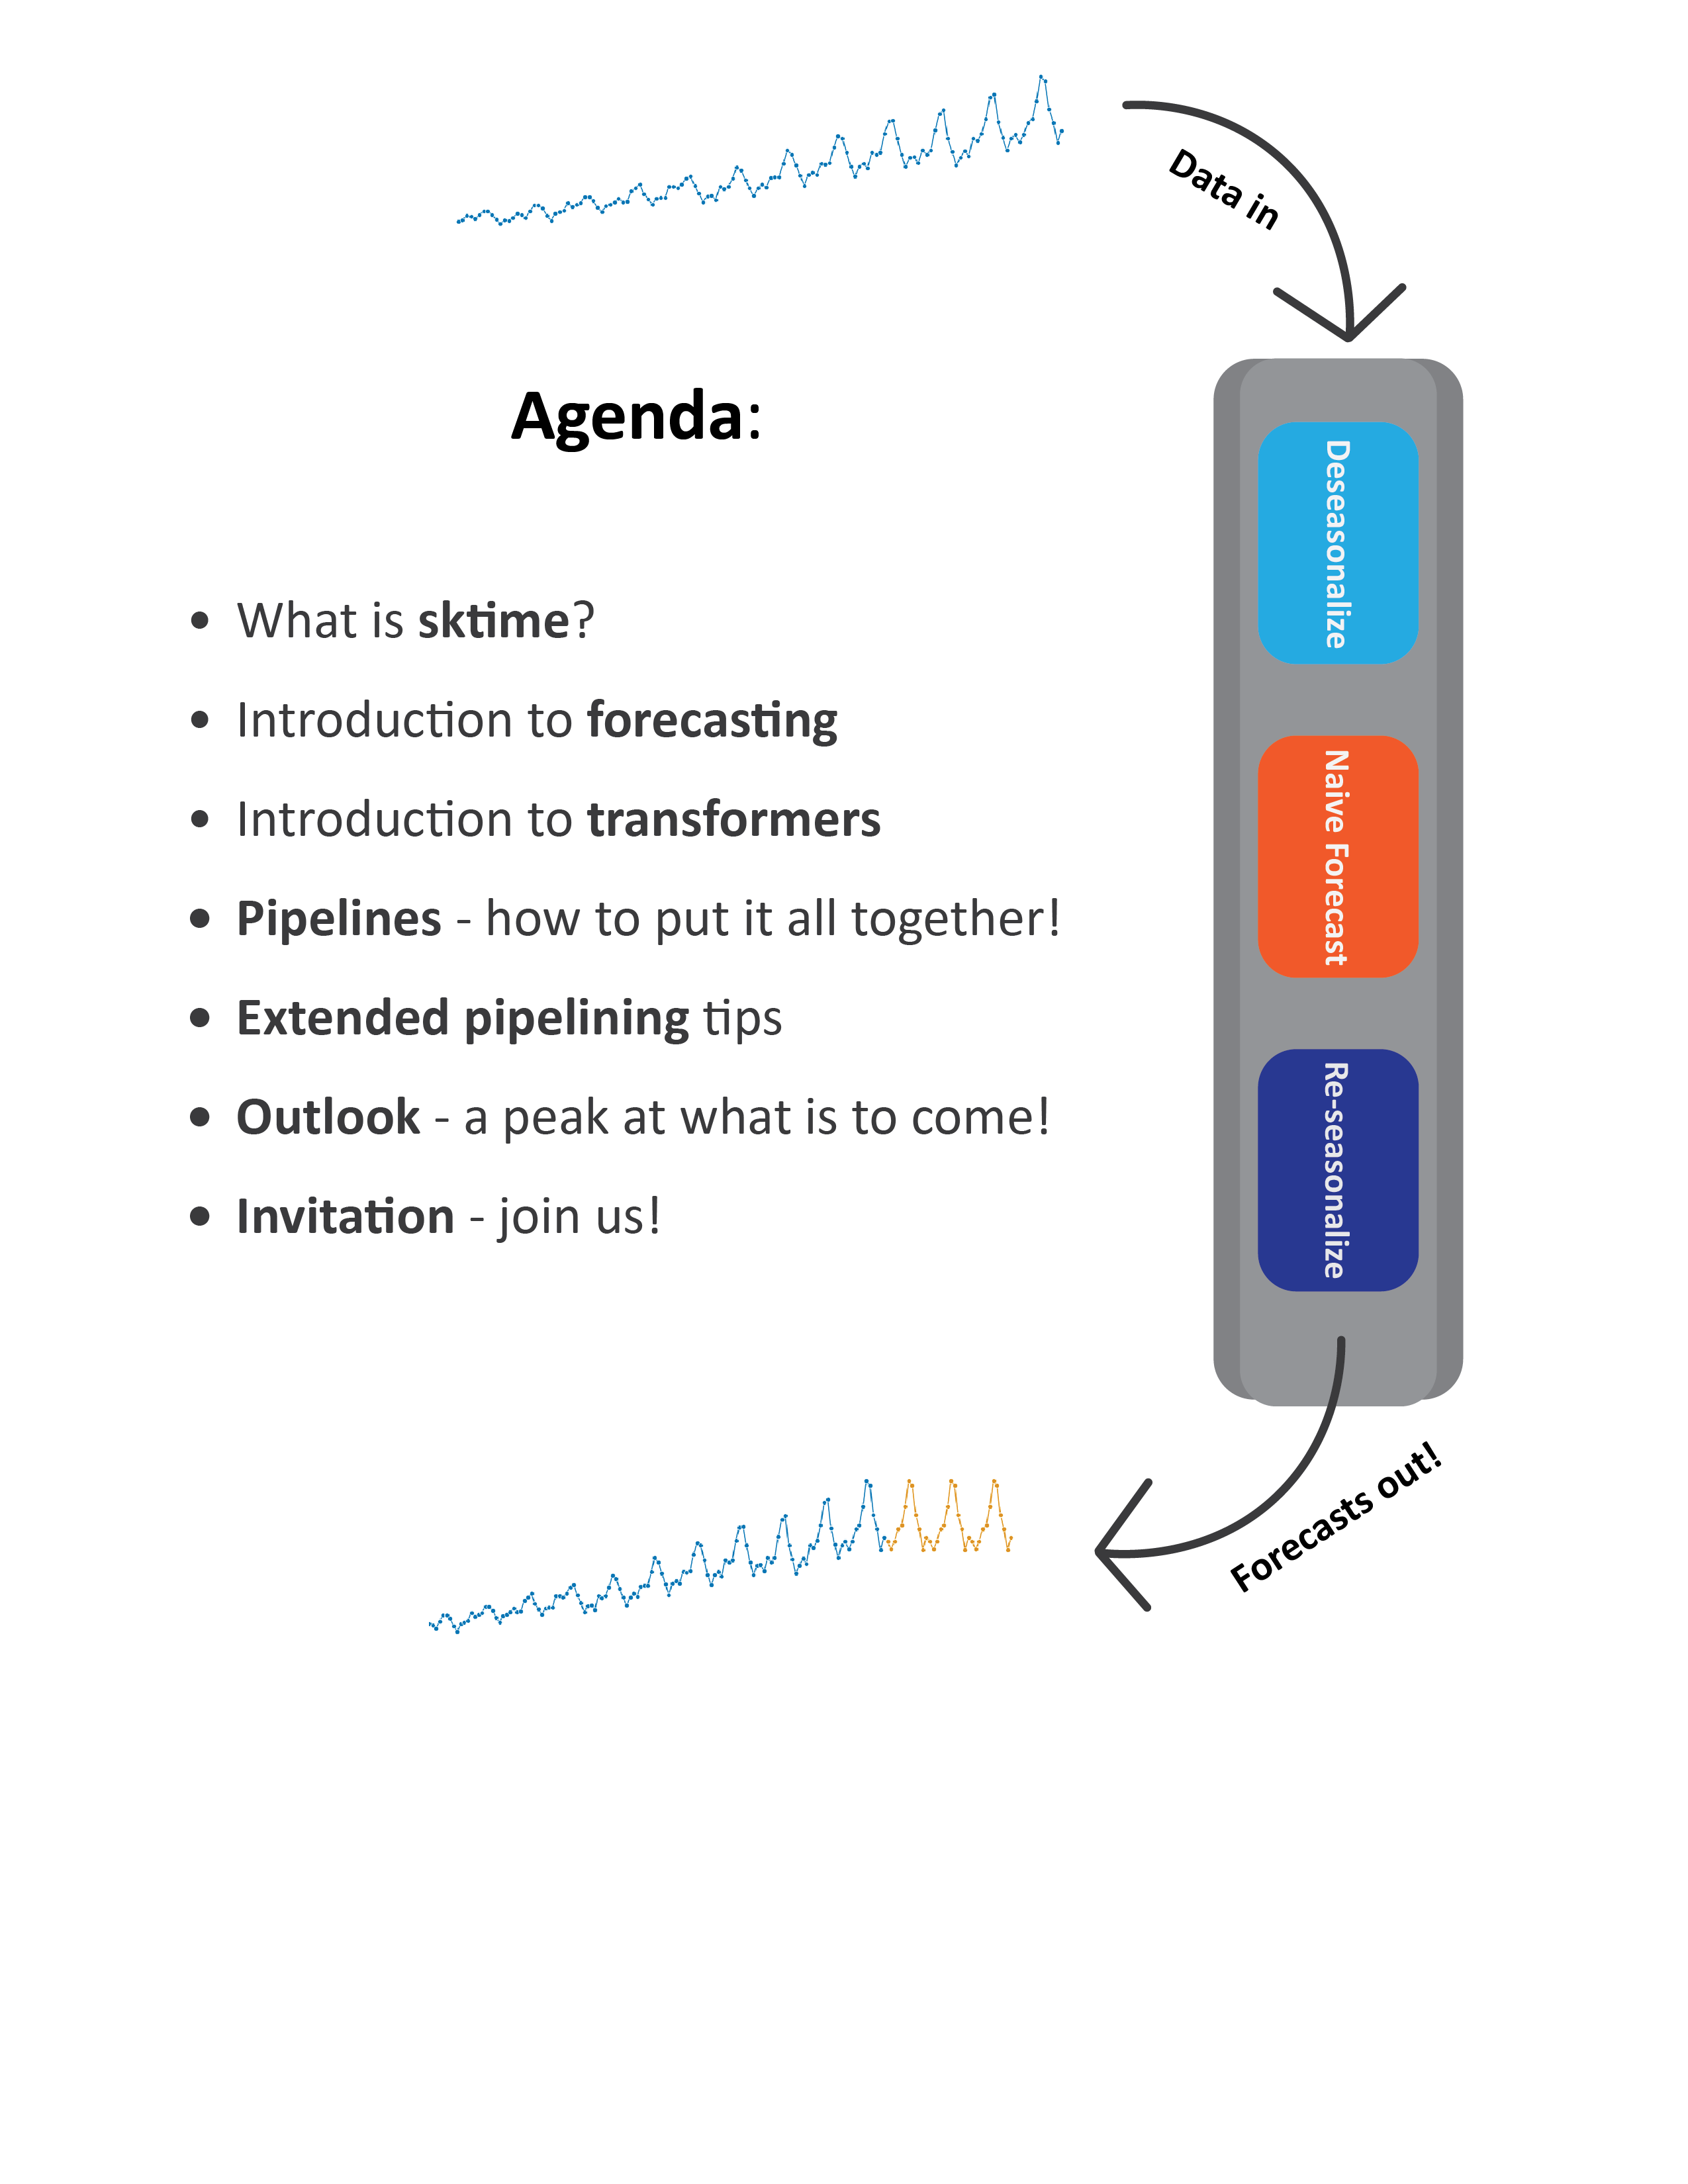 Data in
Agenda:
• What is sktime?
• Introduction to forecasting
• Introduction to transformers
• Pipelines - how to put it all together!
• Extended pipelining tips
• Outlook - a peak at what is to come!
• Invitation - join us!
Deseasonalize
Naive Forecast
Re-seasonalize
Forecasts out!